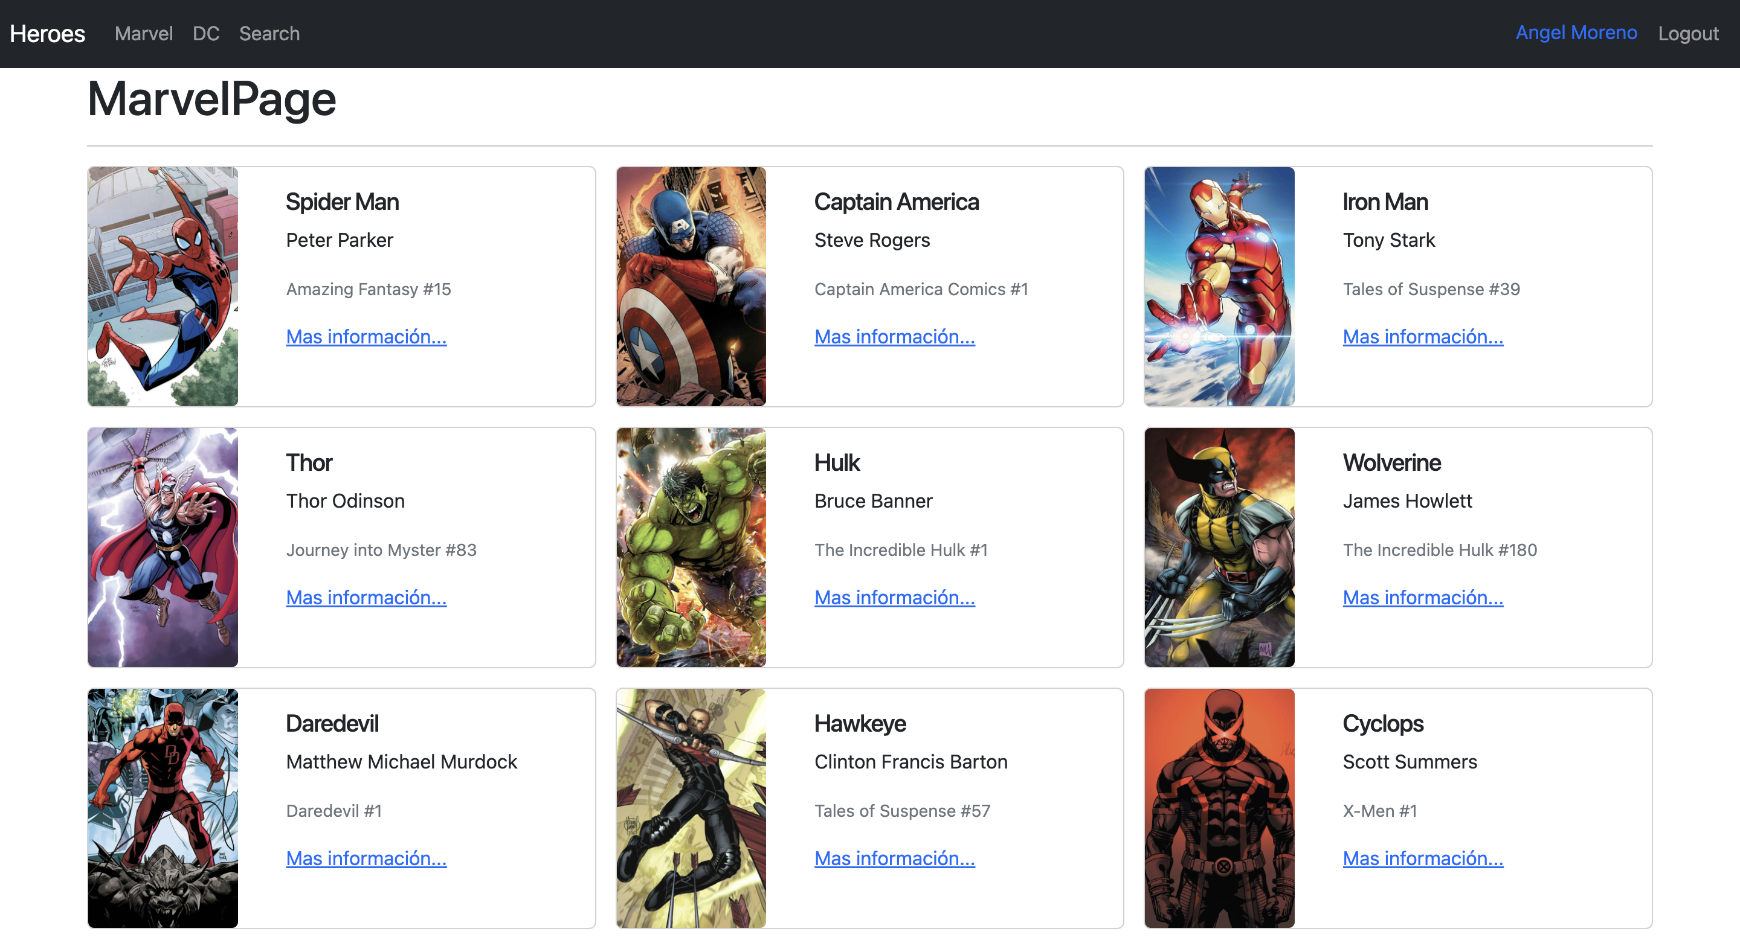 Heroes Marvel DC Search Angel Moreno Logout
MarvelPage
Spider Man
Peter Parker
Amazing Fantasy #15
Mas información...
Captain America
Steve Rogers
Captain America Comics #1
Mas información...
Iron Man
Tony Stark
Tales of Suspense #39
Mas información...
Thor
Thor Odinson
Journey into Myster #83
Mas información...
Hulk
Bruce Banner
The Incredible Hulk #1
Mas información...
Wolverine
James Howlett
The Incredible Hulk #180
Mas información...
Daredevil
Matthew Michael Murdock
Daredevil #1
Mas información...
Hawkeye
Clinton Francis Barton
Tales of Suspense #57
Mas información...
Cyclops
Scott Summers
X-Men #1
Mas información...